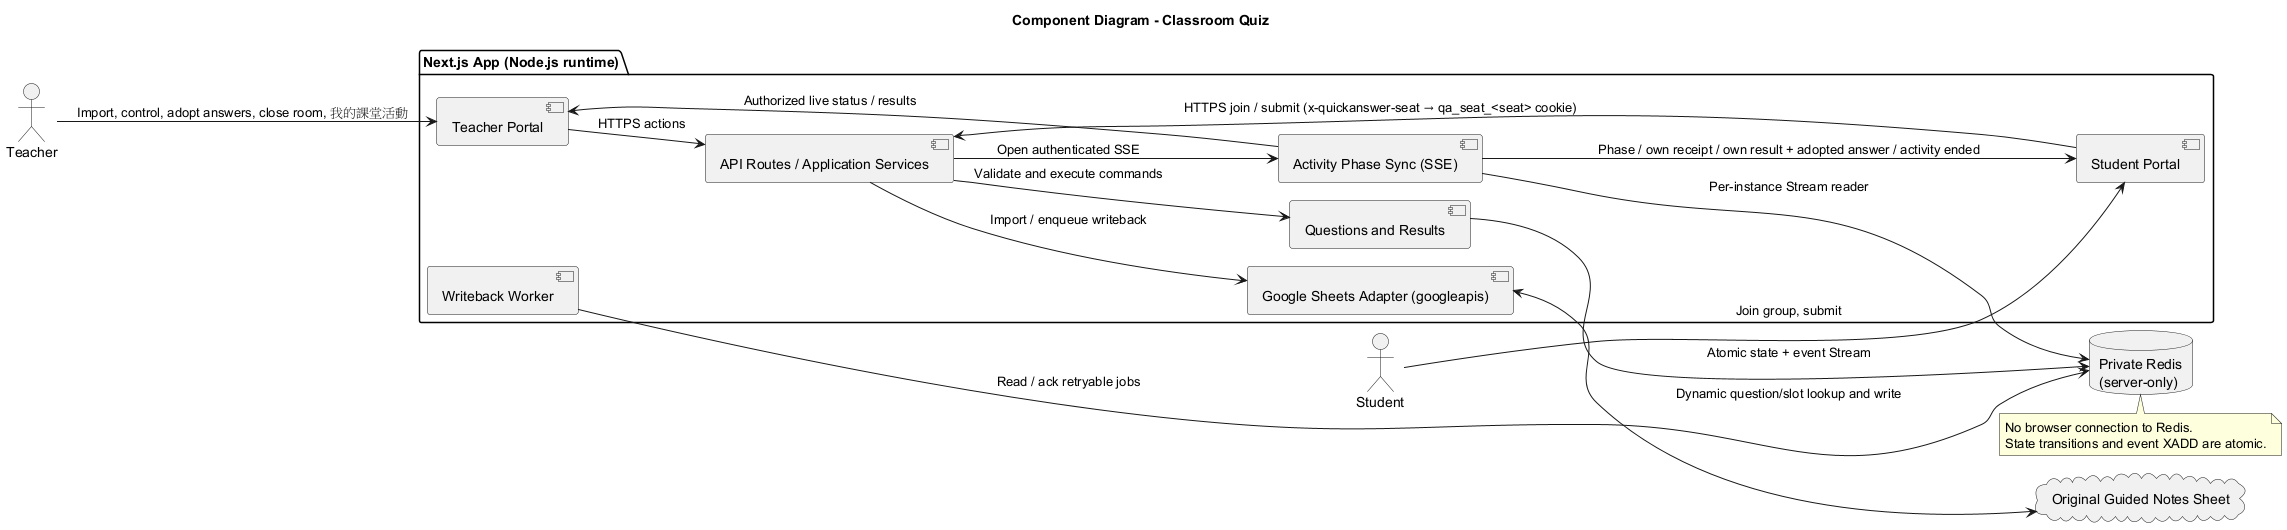 Component Diagram - Classroom Quiz
Next.js App (Node.js runtime)
Teacher
Import, control, adopt answers, close room, 我的課堂活動
Teacher Portal
HTTPS actions
Authorized live status / results
HTTPS join / submit (x-quickanswer-seat → qa_seat_<seat> cookie)
API Routes / Application Services
Open authenticated SSE
Activity Phase Sync (SSE)
Phase / own receipt / own result + adopted answer / activity ended
Student Portal
Validate and execute commands
Per-instance Stream reader
Import / enqueue writeback
Questions and Results
Writeback Worker
Google Sheets Adapter (googleapis)
Join group, submit
Student
Atomic state + event Stream
Private Redis
(server-only)
Read / ack retryable jobs
Dynamic question/slot lookup and write
No browser connection to Redis.
State transitions and event XADD are atomic.
Original Guided Notes Sheet